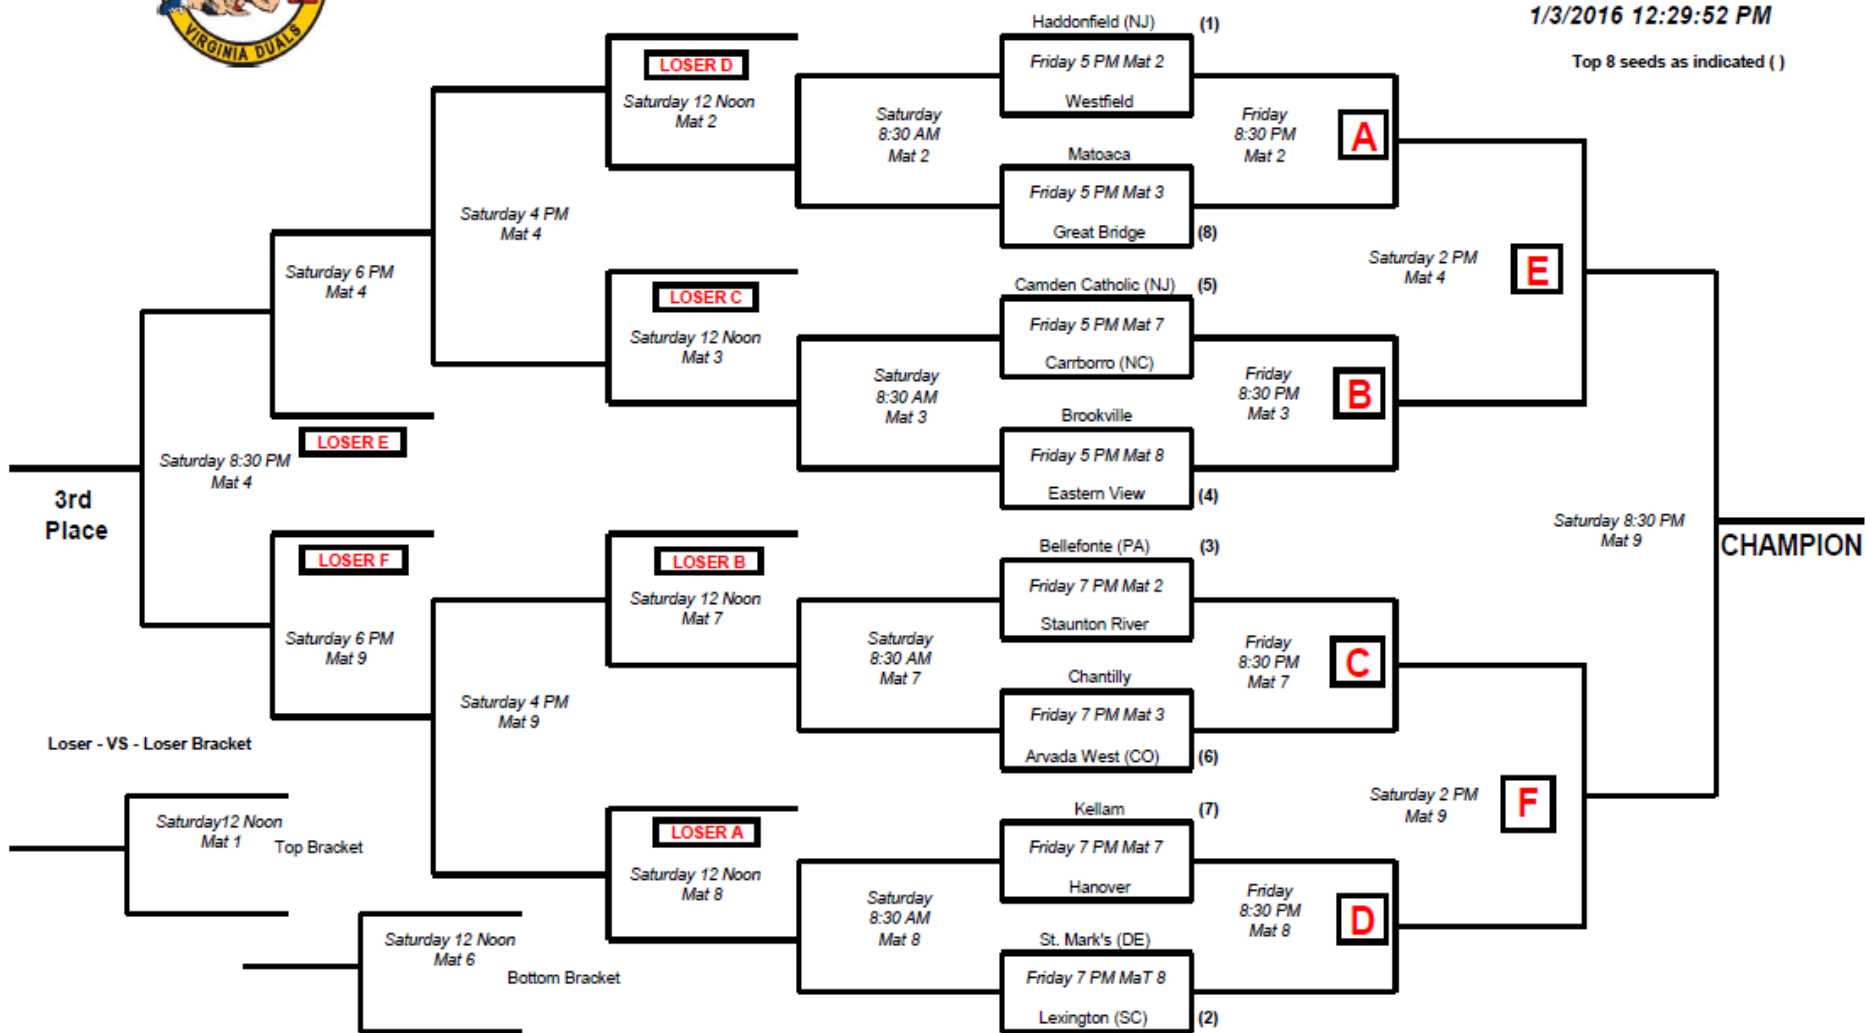 VIRGINIA DUALS
1/3/2016 12:29:52 PM
Top 8 seeds as indicated ( )
Haddonfield (NJ) (1)
Friday 5 PM Mat 2
Westfield
Matoaca
Friday 5 PM Mat 3
Great Bridge (8)
Camden Catholic (NJ) (5)
Friday 5 PM Mat 7
Carrborro (NC)
Brookville
Friday 5 PM Mat 8
Eastern View (4)
Bellefonte (PA) (3)
Friday 7 PM Mat 2
Staunton River
Chantilly
Friday 7 PM Mat 3
Arvada West (CO) (6)
Kellam (7)
Friday 7 PM Mat 7
Hanover
St. Mark's (DE)
Friday 7 PM MaT 8
Lexington (SC) (2)
Friday
8:30 PM
Mat 2
A
Friday
8:30 PM
Mat 3
B
Friday
8:30 PM
Mat 7
C
Friday
8:30 PM
Mat 8
D
Saturday 2 PM
Mat 4
E
Saturday 2 PM
Mat 9
F
Saturday 8:30 PM
Mat 9
CHAMPION
Saturday
8:30 AM
Mat 2
Saturday
8:30 AM
Mat 3
Saturday
8:30 AM
Mat 7
Saturday
8:30 AM
Mat 8
LOSER D
Saturday 12 Noon
Mat 2
LOSER C
Saturday 12 Noon
Mat 3
LOSER B
Saturday 12 Noon
Mat 7
LOSER A
Saturday 12 Noon
Mat 8
Saturday 4 PM
Mat 4
Saturday 4 PM
Mat 9
Saturday 6 PM
Mat 4
LOSER E
LOSER F
Saturday 6 PM
Mat 9
Saturday 8:30 PM
Mat 4
3rd
Place
Loser - VS - Loser Bracket
Saturday12 Noon
Mat 1
Top Bracket
Saturday 12 Noon
Mat 6
Bottom Bracket